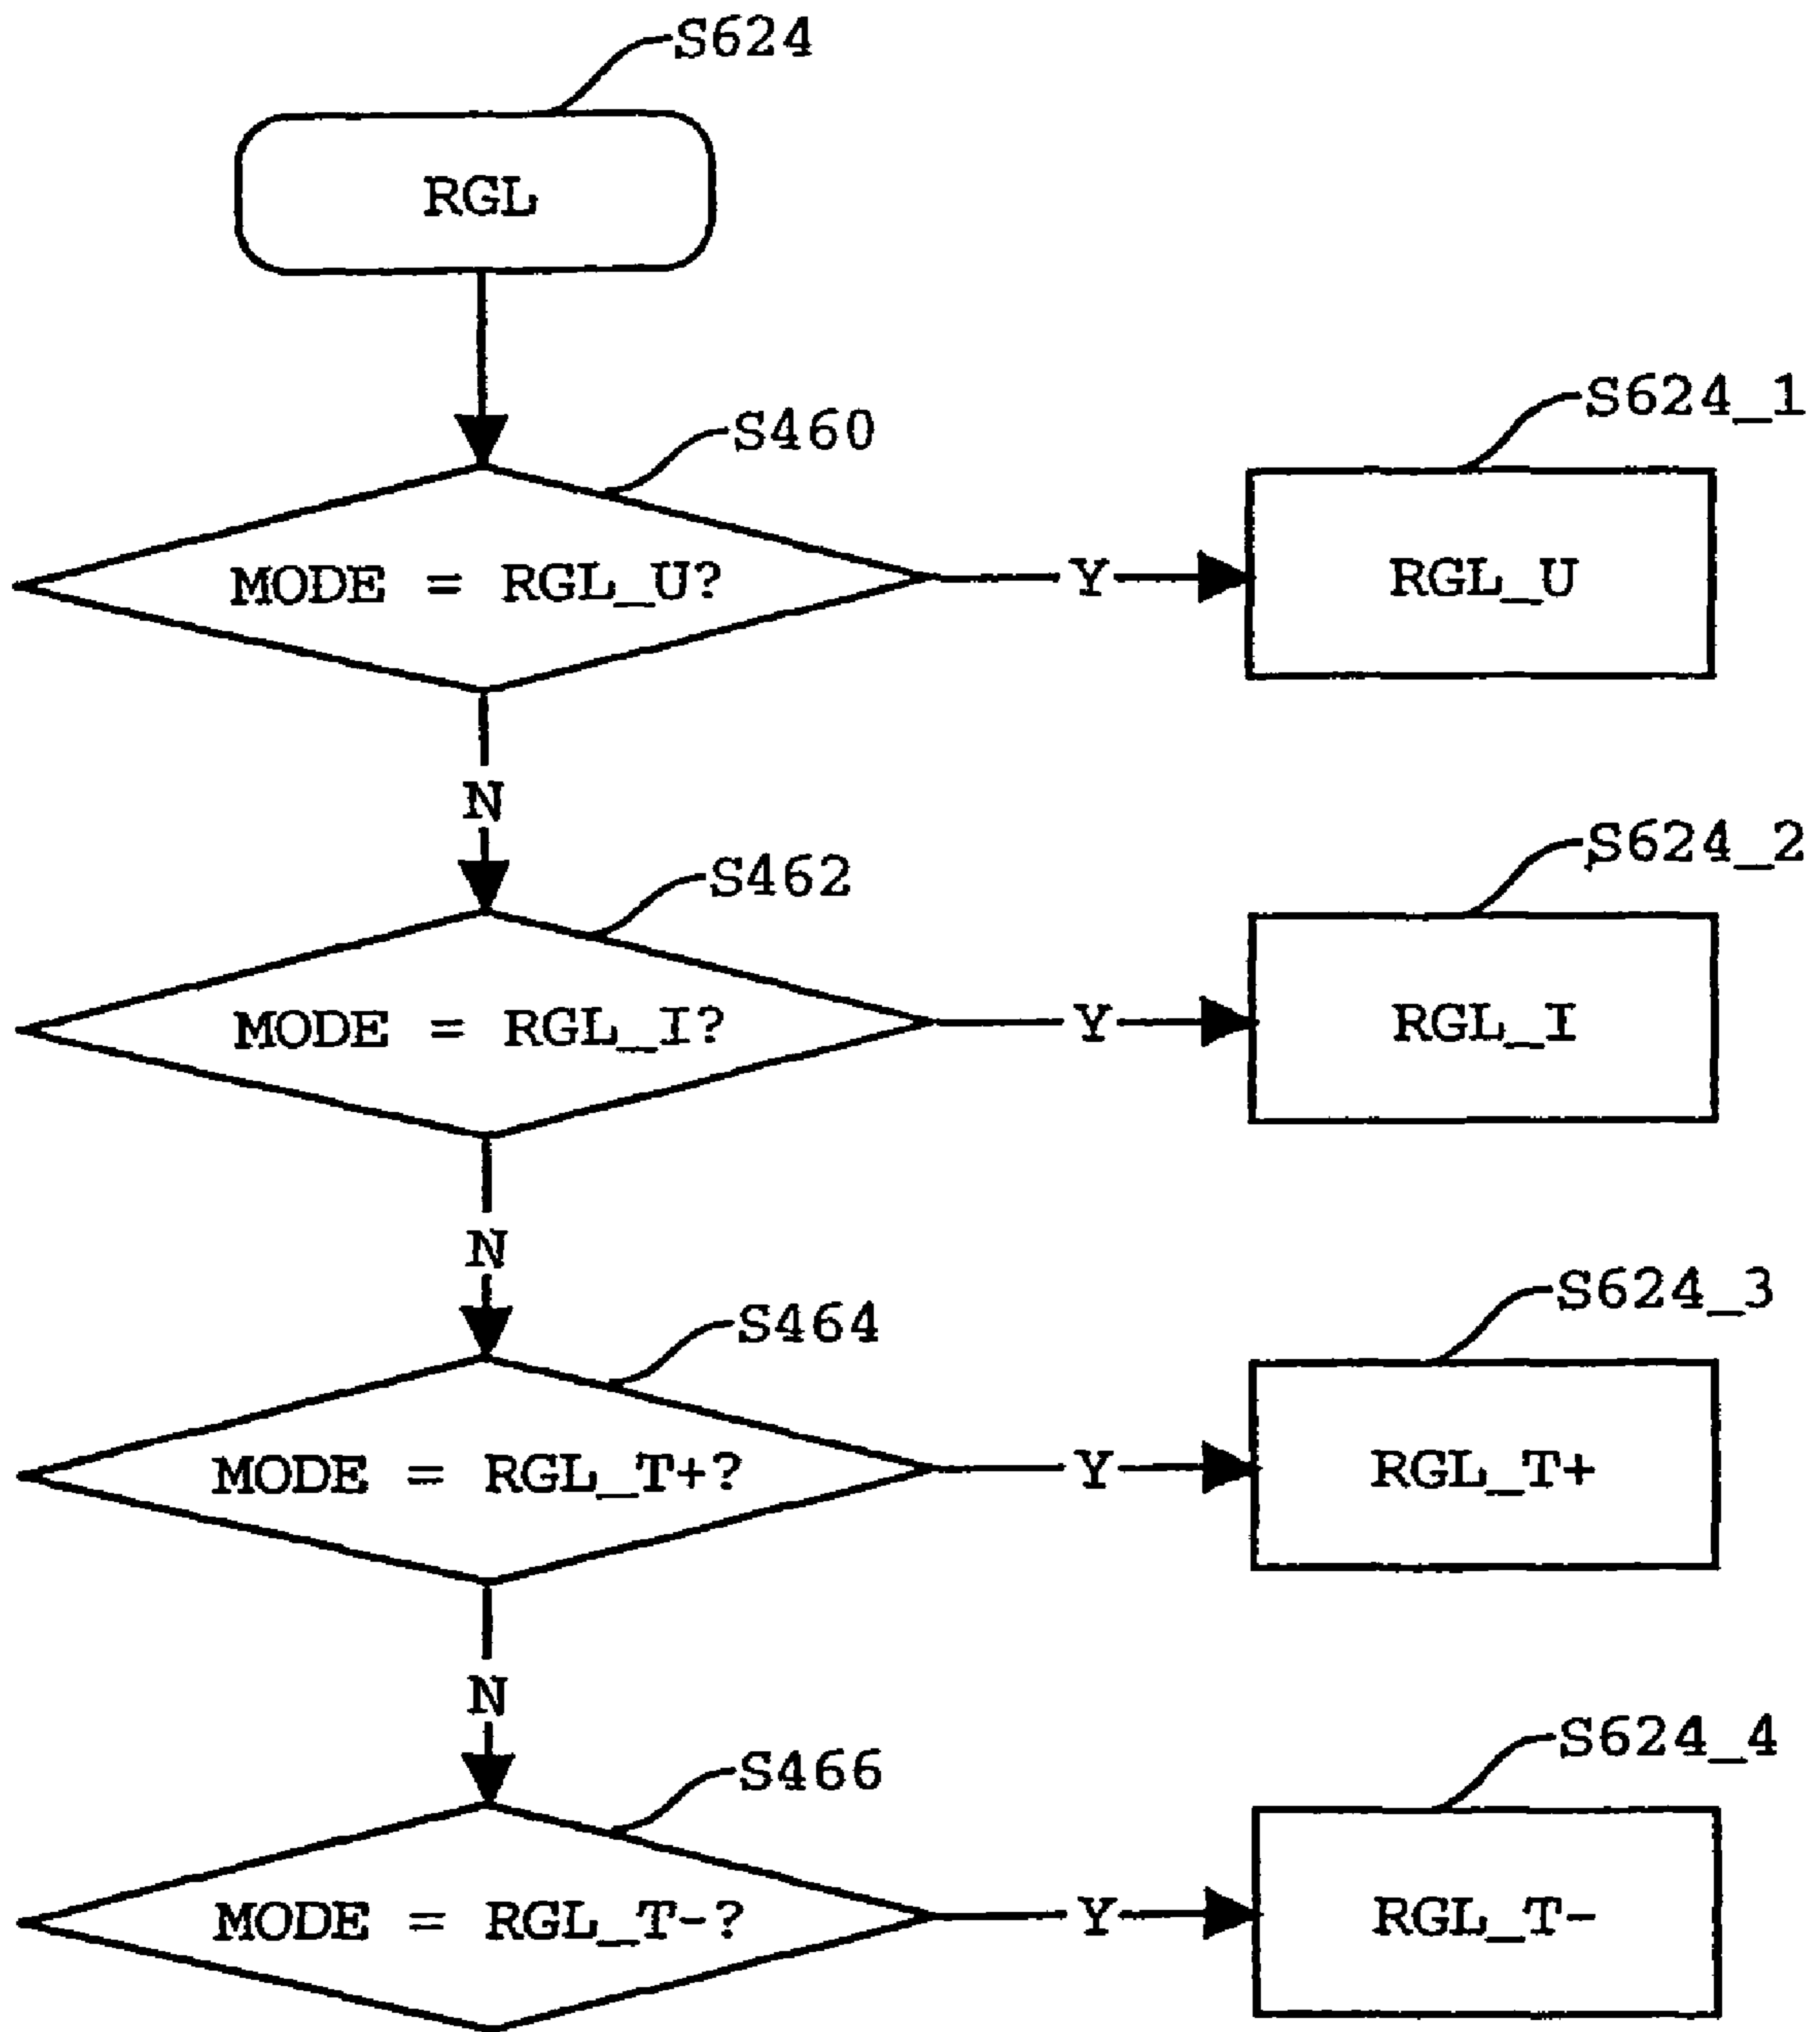 S624
RGL
S460
S624_1
MODE = RGL_U?
Y
RGL_U
N
S462
S624_2
MODE = RGL_I?
Y
RGL_I
N
S464
S624_3
MODE = RGL_T+?
Y
RGL_T+
N
S466
S624_4
MODE = RGL_T-?
Y
RGL_T-